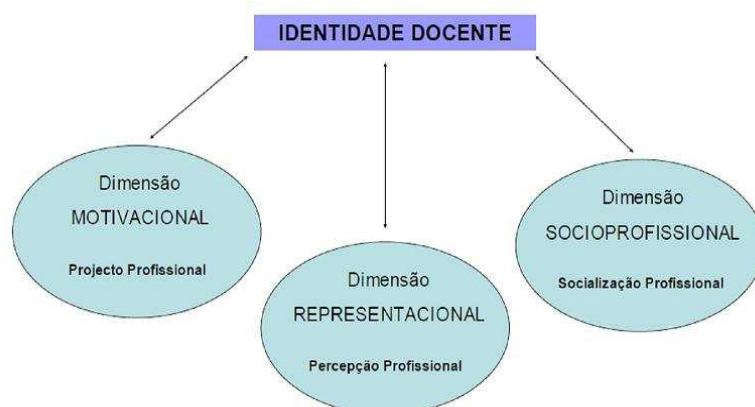 IDENTIDADE DOCENTE
Dimensão
MOTIVACIONAL
Projecto Profissional
Dimensão
REPRESENTACIONAL
Percepção Profissional
Dimensão
SOCIOPROFISSIONAL
Socialização Profissional